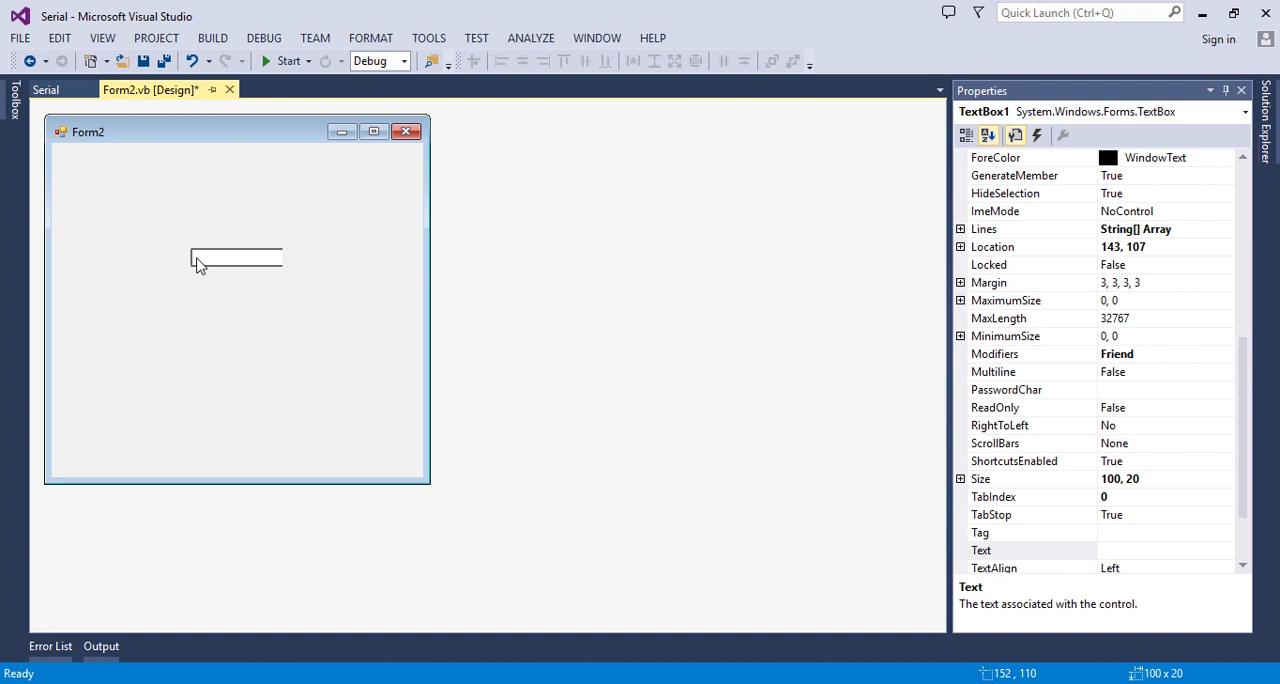 Serial - Microsoft Visual Studio
Quick Launch (Ctrl+Q)
FILE EDIT VIEW PROJECT BUILD DEBUG TEAM FORMAT TOOLS TEST ANALYZE WINDOW HELP
Sign in
Start Debug
Toolbox
Serial
Form2.vb [Design]*
Form2
Properties
TextBox1 System.Windows.Forms.TextBox
ForeColor WindowText
GenerateMember True
HideSelection True
ImeMode NoControl
Lines String[] Array
Location 143, 107
Locked False
Margin 3, 3, 3, 3
MaximumSize 0, 0
MaxLength 32767
MinimumSize 0, 0
Modifiers Friend
Multiline False
PasswordChar
ReadOnly False
RightToLeft No
ScrollBars None
ShortcutsEnabled True
Size 100, 20
TabIndex 0
TabStop True
Tag
Text
TextAlign Left
Text
The text associated with the control.
Solution Explorer
Error List Output
Ready
152 , 110
100 x 20